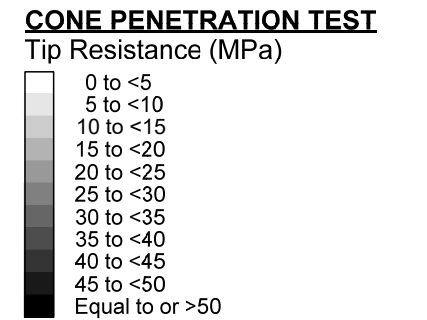 CONE PENETRATION TEST
Tip Resistance (MPa)
0 to <5
5 to <10
10 to <15
15 to <20
20 to <25
25 to <30
30 to <35
35 to <40
40 to <45
45 to <50
Equal to or >50